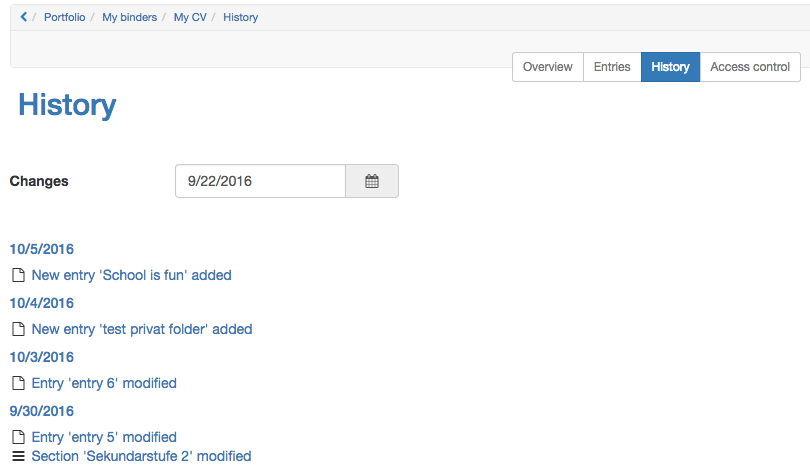 / Portfolio / My binders / My CV / History
Overview Entries History Access control
History
Changes 9/22/2016
10/5/2016
New entry 'School is fun' added
10/4/2016
New entry 'test privat folder' added
10/3/2016
Entry 'entry 6' modified
9/30/2016
Entry 'entry 5' modified
Section 'Sekundarstufe 2' modified